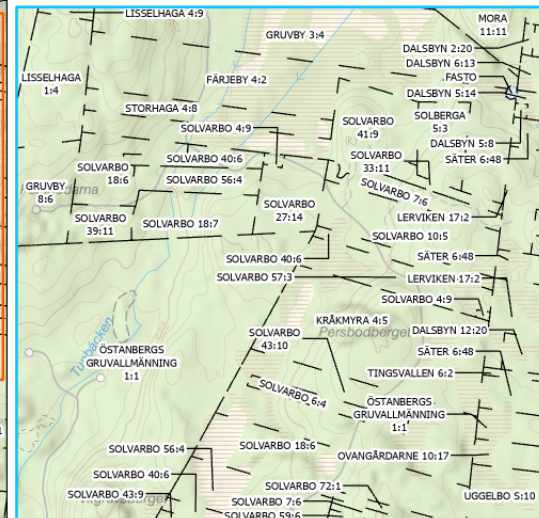 LISSELHAGA 4:9
MORA
11:11
GRUVBY 3:4
DALSBYN 2:20
DALSBYN 6:13
FASTO
DALSBYN 5:14
LISSELHAGA
1:4
FÄRJEBY 4:2
STORHAGA 4:8
SOLVARBO 4:9
SOLVARBO
41:9
SOLBERGA
5:3
DALSBYN 5:8
SÄTER 6:48
SOLVARBO
18:6
SOLVARBO 40:6
SOLVARBO 56:4
SOLVARBO
33:11
GRUVBY
8:6
SOLVARBO 7:6
SOLVARBO
39:11
SOLVARBO 18:7
SOLVARBO
27:14
LERVIKEN 17:2
SOLVARBO 10:5
SOLVARBO 40:6
SÄTER 6:48
SOLVARBO 57:3
LERVIKEN 17:2
SOLVARBO 4:9
KRÅKMYRA 4:5
Persbodberget
DALSBYN 12:20
SOLVARBO
43:10
Turbäcken
ÖSTANBERGS
GRUVALLMÄNNING
1:1
SÄTER 6:48
TINGSVALLEN 6:2
SOLVARBO 6:4
ÖSTANBERGS
GRUVALLMÄNNING
1:1
SOLVARBO 56:4
SOLVARBO 18:6
OVANGÅRDARNE 10:17
SOLVARBO 40:6
SOLVARBO 43:9
SOLVARBO 72:1
UGGELBO S:10
SOLVARBO 7:6
SOLVARBO 59:6